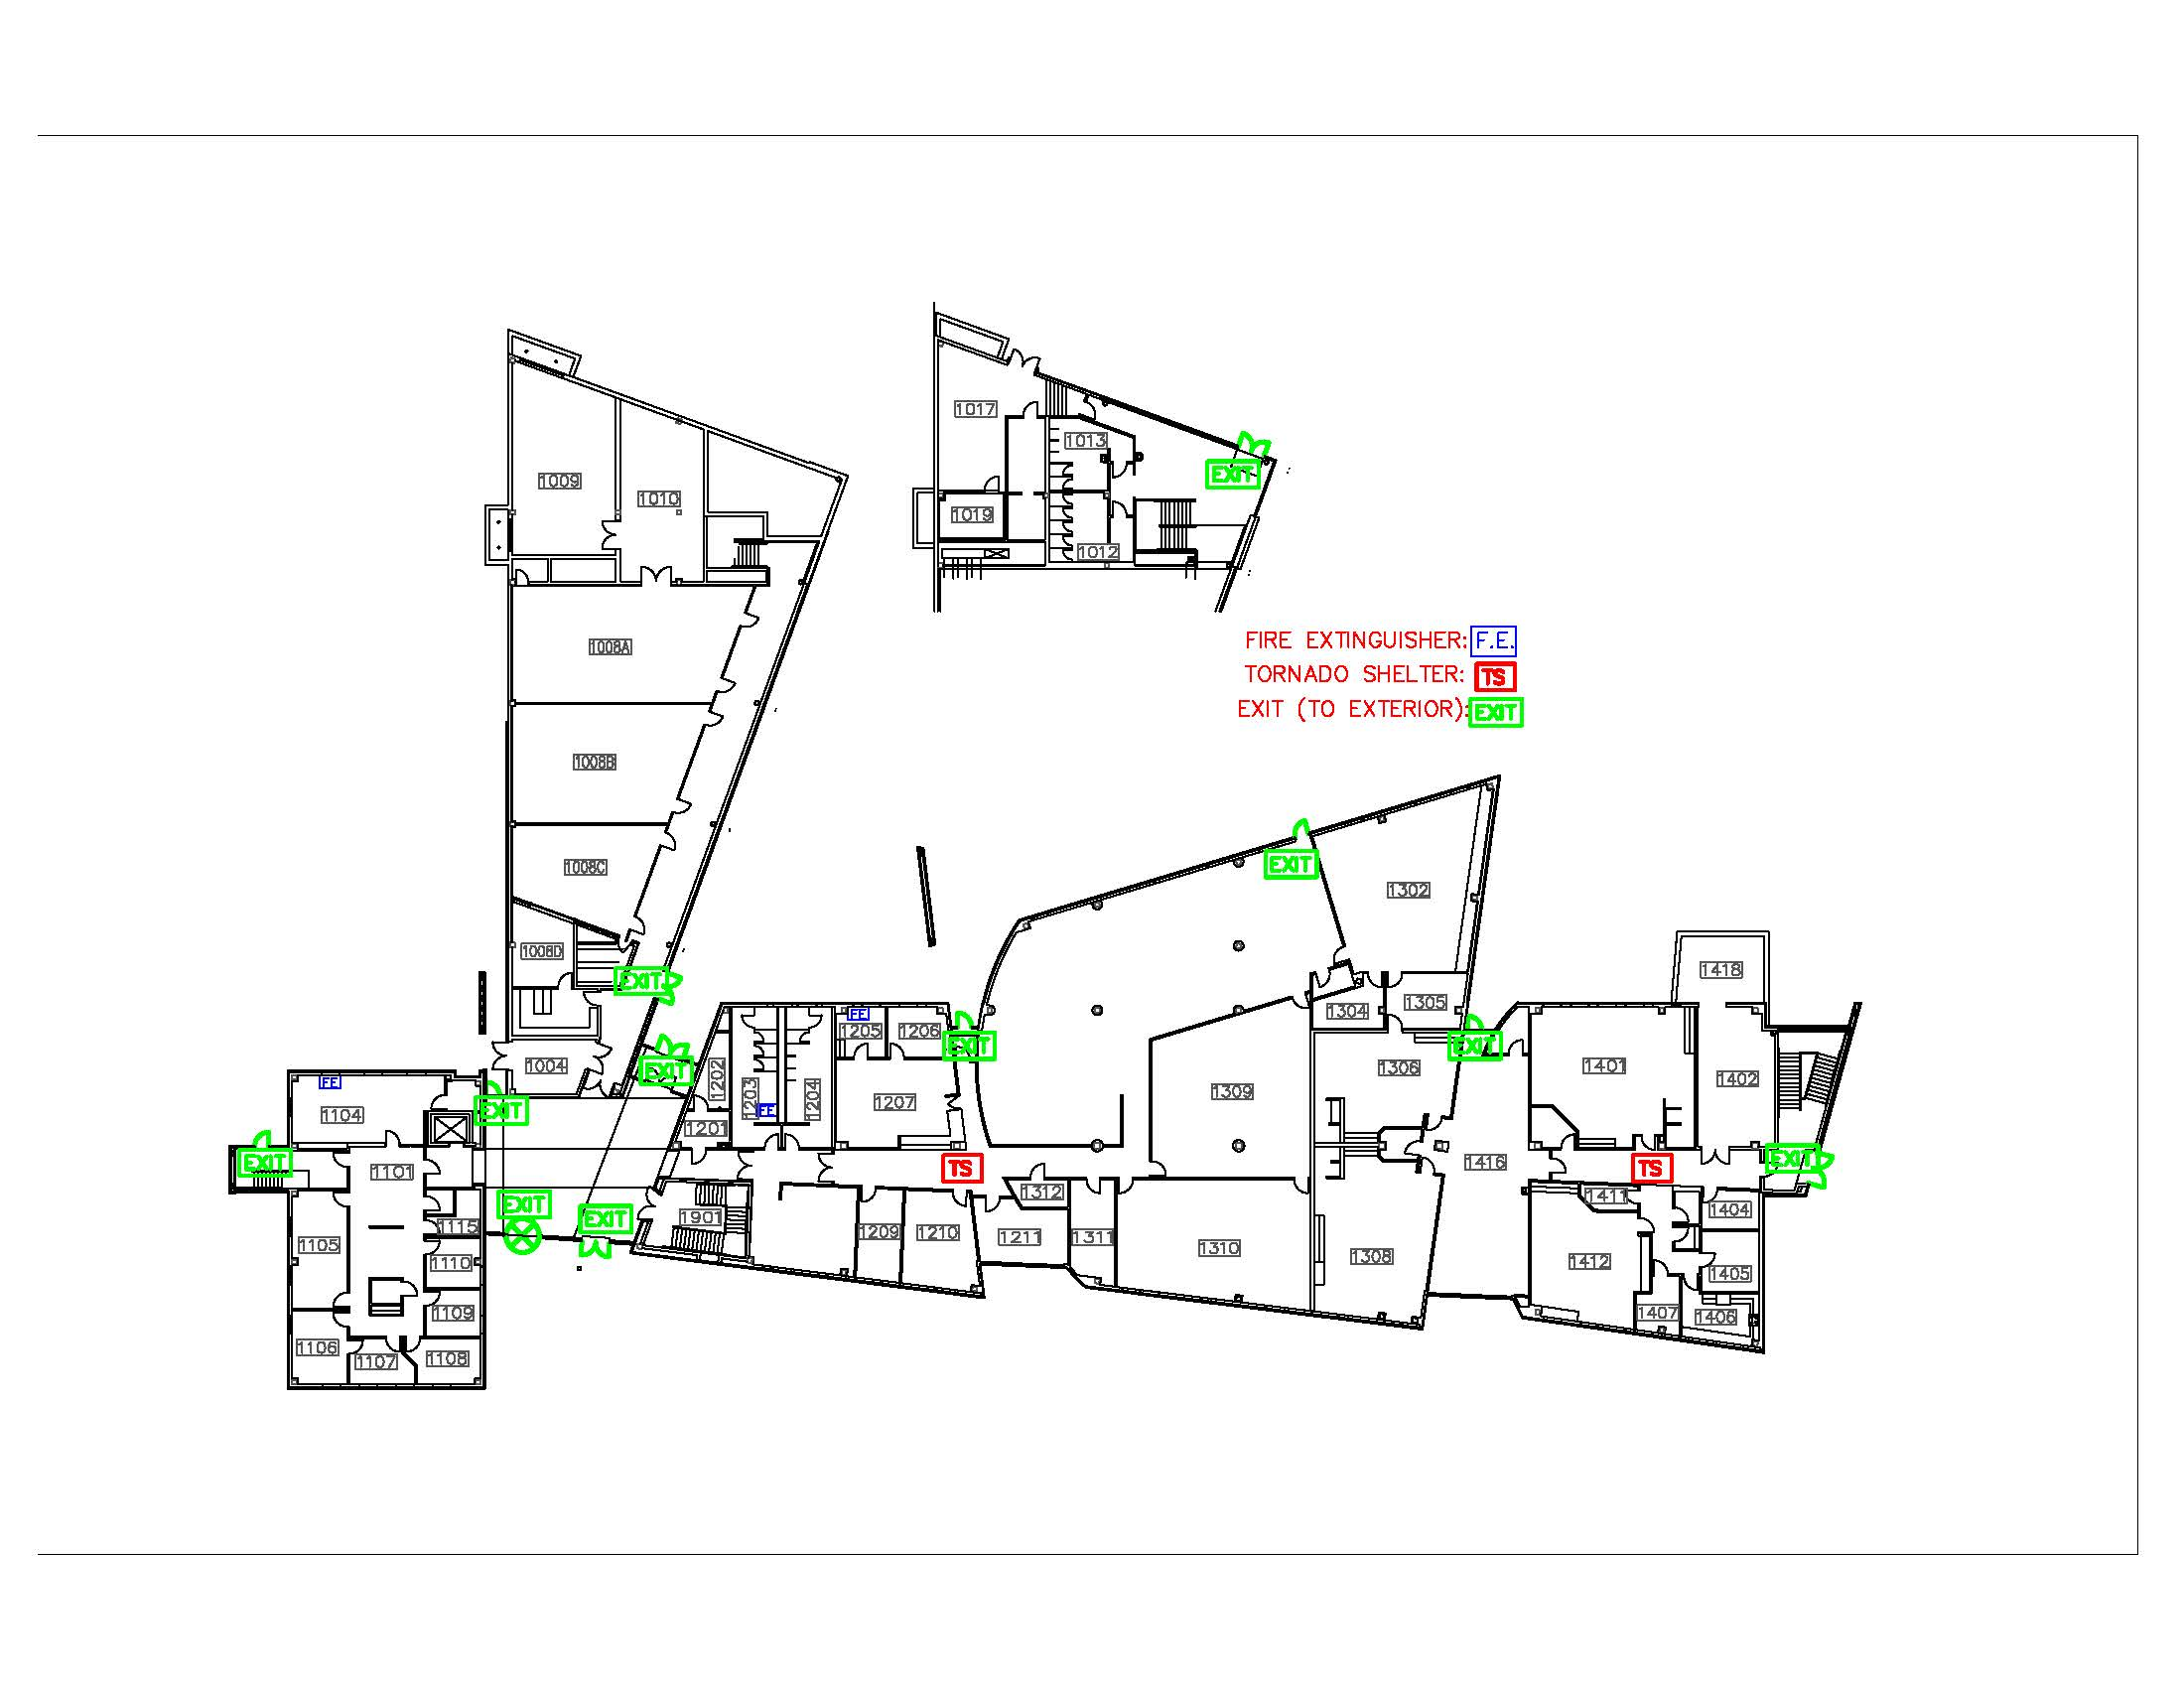 1017
1013
EXIT
1009
1010
1019
1012
FIRE EXTINGUISHER: F.E.
1008A
TORNADO SHELTER: TS
EXIT (TO EXTERIOR): EXIT
1008B
1008C
EXIT
1302
1008D
EXIT
1418
1305
1304
FE
1205
1206
EXIT
EXIT
1004
EXIT
1306
1401
1402
FE
1104
EXIT
1202
1203
FE
1204
1207
1309
1201
EXIT
1101
TS
1416
TS
EXIT
1312
1411
EXIT
1115
EXIT
1901
1209
1210
1211
1311
1310
1308
1404
1105
1110
1412
1405
1109
1407
1406
1106
1107
1108